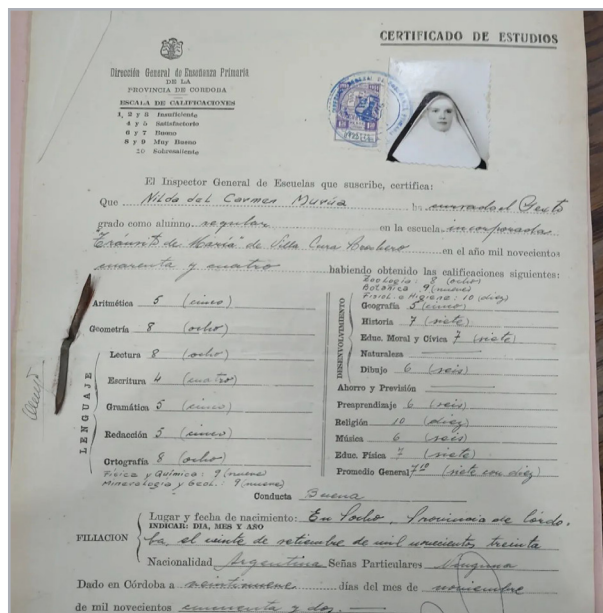 CERTIFICADO DE ESTUDIOS
Dirección General de Enseñanza Primaria
DE LA
PROVINCIA DE CORDOBA
ESCALA DE CALIFICACIONES
1, 2 y 3 Insuficiente
4 y 5 Satisfactorio
6 y 7 Bueno
8 y 9 Muy Bueno
10 Sobresaliente
El Inspector General de Escuelas que suscribe, certifica:
Que Nilda del Carmen Murúa ha cursado el Sexto
grado como alumno regular en la escuela incorporada
Tránsito de María de Villa Cura Brochero en el año mil novecientos
cuarenta y cuatro habiendo obtenido las calificaciones siguientes:
Aritmética 5 (cinco)
Geometría 8 (ocho)
LENGUAJE
Lectura 8 (ocho)
Escritura 4 (cuatro)
Gramática 5 (cinco)
Redacción 5 (cinco)
Ortografía 8 (ocho)
Física y Química: 9 (nueve)
Mineralogía y Geol. 9 (nueve)
Zoología: 8 (ocho)
Botánica 9 (nueve)
Fisiol. e Higiene: 10 (diez)
DESENVOLVIMIENTO
Geografía 5 (cinco)
Historia 7 (siete)
Educ. Moral y Cívica 7 (siete)
Naturaleza
Dibujo 6 (seis)
Ahorro y Previsión
Preaprendizaje 6 (seis)
Religión 10 (diez)
Música 6 (seis)
Educ. Física 7 (siete)
Promedio General 7.10 (siete con diez)
Conducta Buena
FILIACION
Lugar y fecha de nacimiento: En Pocho, Provincia de Córdo.
INDICAR: DIA, MES Y AÑO
ba, el veinte de setiembre de mil novecientos treinta
Nacionalidad Argentina Señas Particulares Ninguna
Dado en Córdoba a veintinueve días del mes de noviembre
de mil novecientos cincuenta y dos.